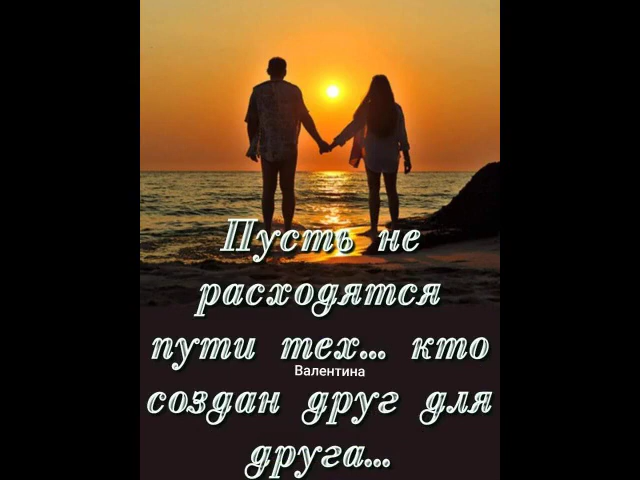 Пусть не
расходятся
пути тех... кто
Валентина
создан друг для
друга...